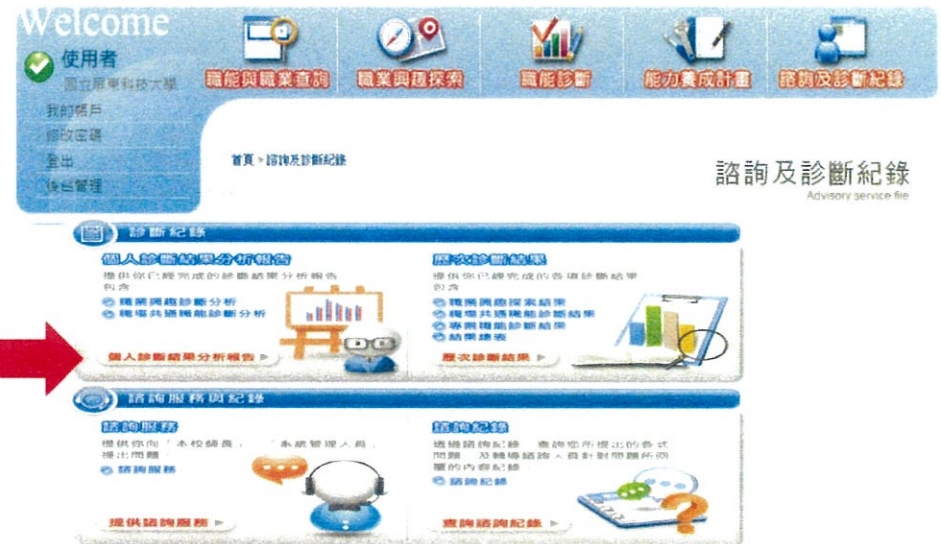 Welcome
使用者
國立屏東科技大學
我的帳戶
修改密碼
登出
後台管理
職能與職業查詢
職業興趣探索
職能診斷
能力養成計畫
諮詢及診斷紀錄
首頁 » 諮詢及診斷紀錄
諮詢及診斷紀錄
Advisory service file
診斷紀錄
個人診斷結果分析報告
提供你已經完成的診斷結果分析報告
包含
職業興趣診斷分析
職場共通職能診斷分析
個人診斷結果分析報告
歷次診斷結果
提供你已經完成的各項診斷結果
包含
職業興趣探索結果
職場共通職能診斷結果
專業職能診斷結果
結果總表
歷次診斷結果
諮詢服務與紀錄
諮詢服務
提供你向「本校師長」、「系統管理人員」
提出問題。
諮詢服務
提供諮詢服務
諮詢紀錄
透過諮詢紀錄，查詢您所提出的各式
問題，及輔導諮詢人員針對問題所回
覆的內容紀錄
諮詢紀錄
查詢諮詢紀錄